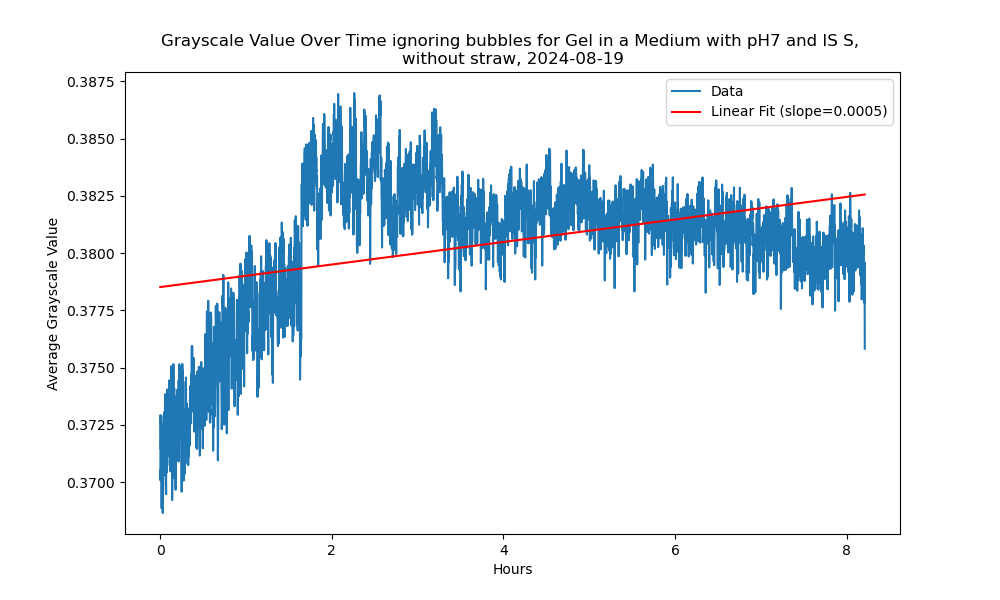 Grayscale Value Over Time ignoring bubbles for Gel in a Medium with pH7 and IS S,
without straw, 2024-08-19
Data
Linear Fit (slope=0.0005)
Average Grayscale Value
0.3875
0.3850
0.3825
0.3800
0.3775
0.3750
0.3725
0.3700
0 2 4 6 8
Hours